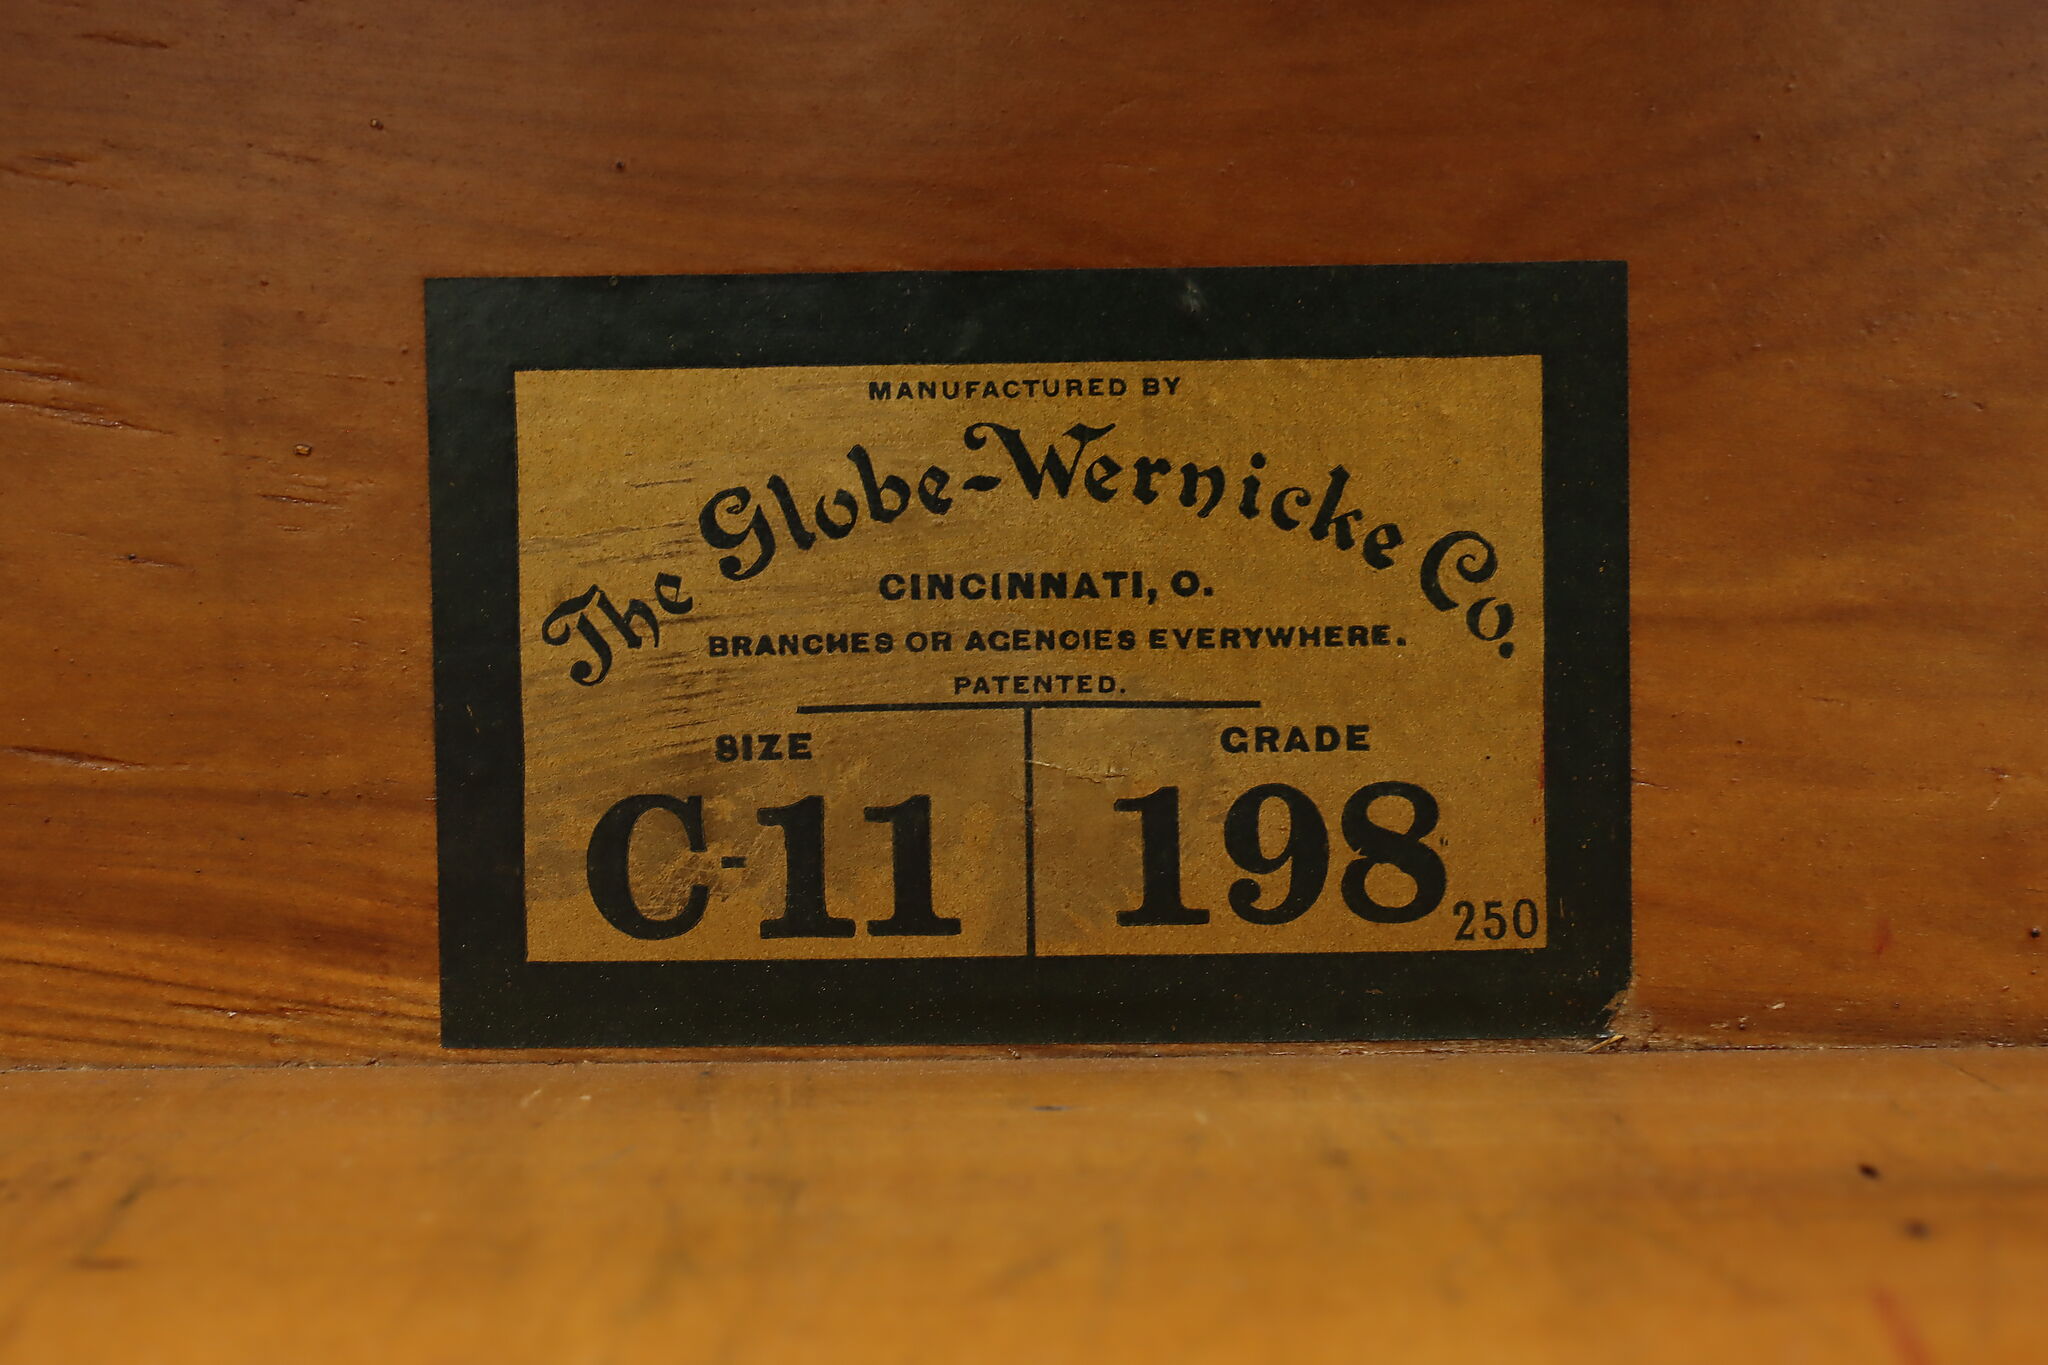 MANUFACTURED BY
The Globe-Wernicke Co.
CINCINNATI, O.
BRANCHES OR AGENCIES EVERYWHERE.
PATENTED.
SIZE GRADE
C-11 198 250